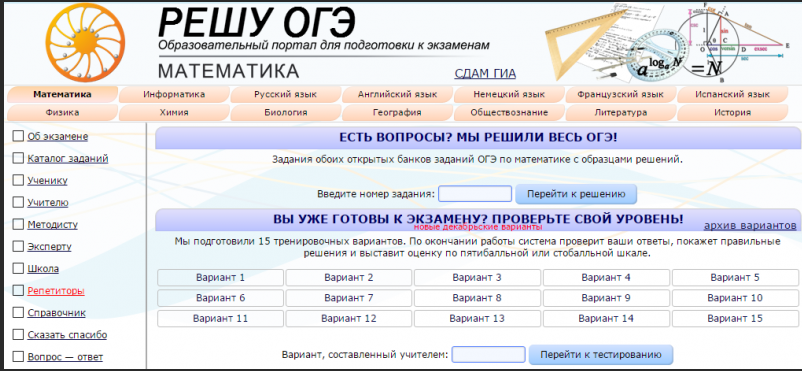 РЕШУ ОГЭ
Образовательный портал для подготовки к экзаменам
МАТЕМАТИКА
СДАМ ГИА
Математика
Информатика
Русский язык
Английский язык
Немецкий язык
Французский язык
Испанский язык
Физика
Химия
Биология
География
Обществознание
Литература
История
Об экзамене
Каталог заданий
Ученику
Учителю
Методисту
Эксперту
Школа
Репетиторы
Справочник
Сказать спасибо
Вопрос — ответ
ЕСТЬ ВОПРОСЫ? МЫ РЕШИЛИ ВЕСЬ ОГЭ!
Задания обоих открытых банков заданий ОГЭ по математике с образцами решений.
Введите номер задания:
Перейти к решению
ВЫ УЖЕ ГОТОВЫ К ЭКЗАМЕНУ? ПРОВЕРЬТЕ СВОЙ УРОВЕНЬ!
новые декабрьские варианты
архив вариантов
Мы подготовили 15 тренировочных вариантов. По окончании работы система проверит ваши ответы, покажет правильные
решения и выставит оценку по пятибалльной или стобалльной шкале.
Вариант 1
Вариант 2
Вариант 3
Вариант 4
Вариант 5
Вариант 6
Вариант 7
Вариант 8
Вариант 9
Вариант 10
Вариант 11
Вариант 12
Вариант 13
Вариант 14
Вариант 15
Вариант, составленный учителем:
Перейти к тестированию